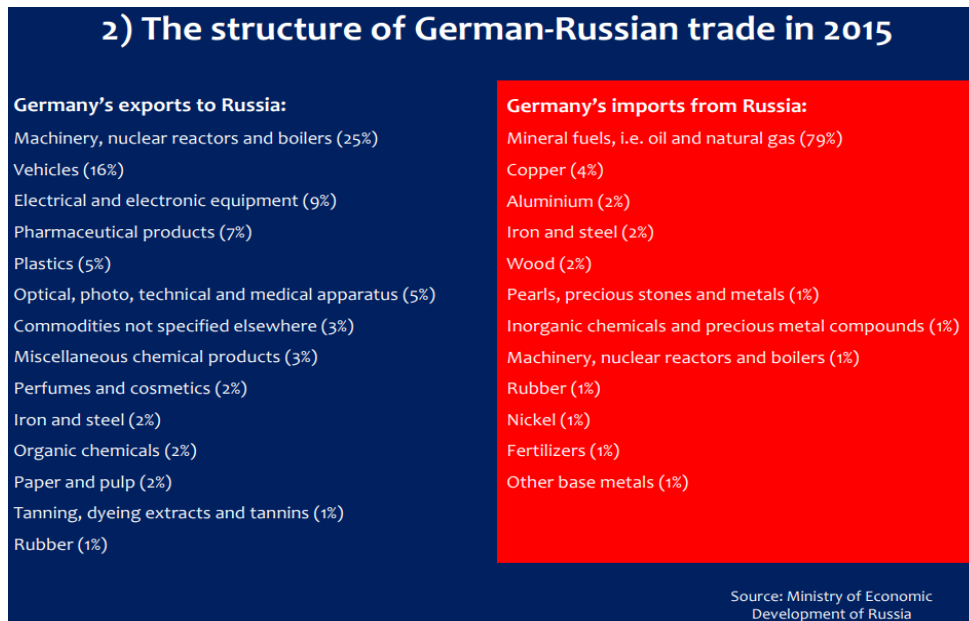 2) The structure of German-Russian trade in 2015
Germany’s exports to Russia:
Machinery, nuclear reactors and boilers (25%)
Vehicles (16%)
Electrical and electronic equipment (9%)
Pharmaceutical products (7%)
Plastics (5%)
Optical, photo, technical and medical apparatus (5%)
Commodities not specified elsewhere (3%)
Miscellaneous chemical products (3%)
Perfumes and cosmetics (2%)
Iron and steel (2%)
Organic chemicals (2%)
Paper and pulp (2%)
Tanning, dyeing extracts and tannins (1%)
Rubber (1%)
Germany’s imports from Russia:
Mineral fuels, i.e. oil and natural gas (79%)
Copper (4%)
Aluminium (2%)
Iron and steel (2%)
Wood (2%)
Pearls, precious stones and metals (1%)
Inorganic chemicals and precious metal compounds (1%)
Machinery, nuclear reactors and boilers (1%)
Rubber (1%)
Nickel (1%)
Fertilizers (1%)
Other base metals (1%)
Source: Ministry of Economic
Development of Russia